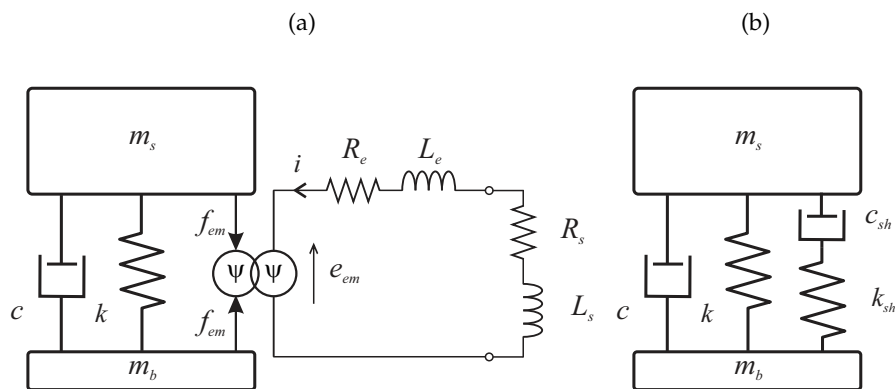 (a)
(b)
m_s
m_s
i
R_e
L_e
f_em
c_sh
R_s
Ψ Ψ
e_em
c
k
f_em
L_s
c
k
k_sh
m_b
m_b